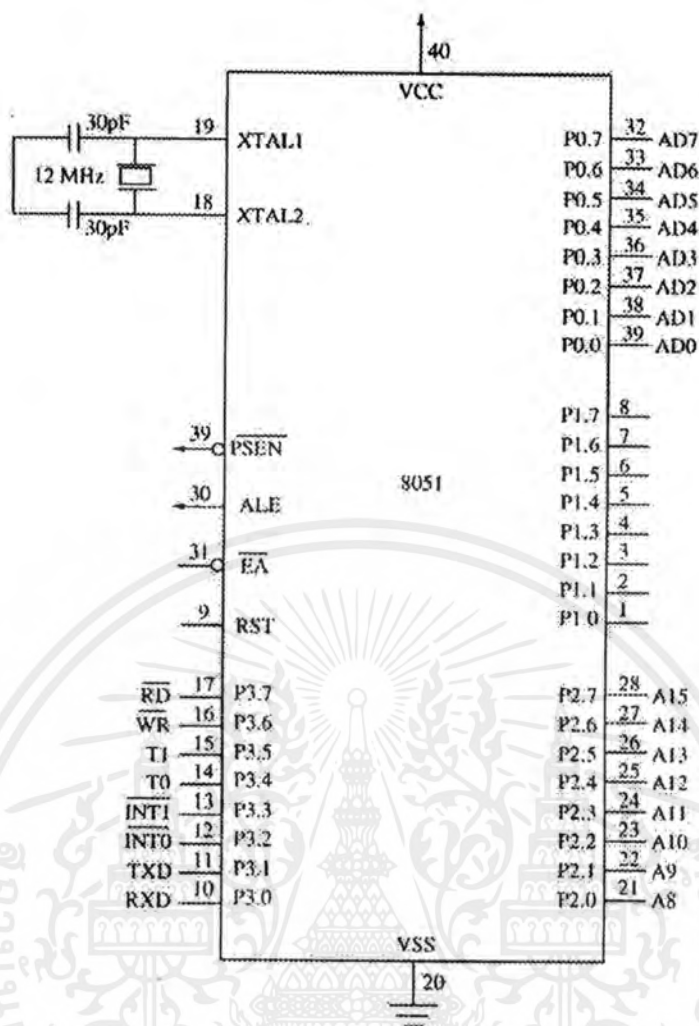 40
VCC
30pF
12 MHz
30pF
19 XTAL1
18 XTAL2
39 PSEN
30 ALE
31 EA
9 RST
RD 17 P3.7
WR 16 P3.6
T1 15 P3.5
T0 14 P3.4
INT1 13 P3.3
INT0 12 P3.2
TXD 11 P3.1
RXD 10 P3.0
8051
P0.7 32 AD7
P0.6 33 AD6
P0.5 34 AD5
P0.4 35 AD4
P0.3 36 AD3
P0.2 37 AD2
P0.1 38 AD1
P0.0 39 AD0
P1.7 8
P1.6 7
P1.5 6
P1.4 5
P1.3 4
P1.2 3
P1.1 2
P1.0 1
P2.7 28 A15
P2.6 27 A14
P2.5 26 A13
P2.4 25 A12
P2.3 24 A11
P2.2 23 A10
P2.1 22 A9
P2.0 21 A8
VSS
20